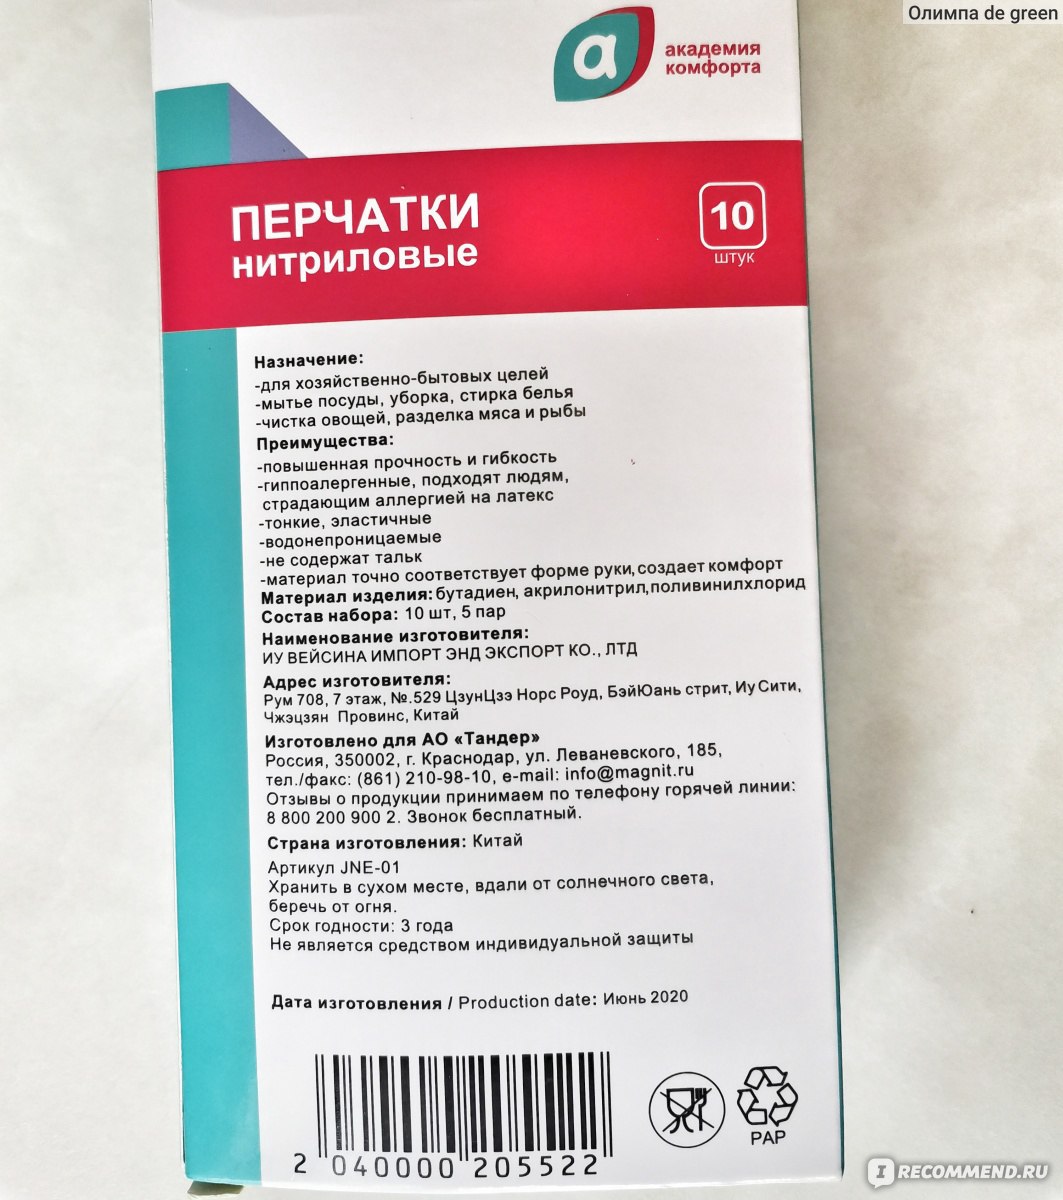 Олимпа de green
a
академия
комфорта
ПЕРЧАТКИ
нитриловые
10
штук
Назначение:
-для хозяйственно-бытовых целей
-мытье посуды, уборка, стирка белья
-чистка овощей, разделка мяса и рыбы
Преимущества:
-повышенная прочность и гибкость
-гиппоалергенные, подходят людям,
страдающим аллергией на латекс
-тонкие, эластичные
-водонепроницаемые
-не содержат тальк
-материал точно соответствует форме руки,создает комфорт
Материал изделия: бутадиен, акрилонитрил,поливинилхлорид
Состав набора: 10 шт, 5 пар
Наименование изготовителя:
ИУ ВЕЙСИНА ИМПОРТ ЭНД ЭКСПОРТ КО., ЛТД
Адрес изготовителя:
Рум 708, 7 этаж, №.529 ЦзунЦзэ Норс Роуд, БэйЮань стрит, Иу Сити,
Чжэцзян Провинс, Китай
Изготовлено для АО «Тандер»
Россия, 350002, г. Краснодар, ул. Леваневского, 185,
тел./факс: (861) 210-98-10, e-mail: info@magnit.ru
Отзывы о продукции принимаем по телефону горячей линии:
8 800 200 900 2. Звонок бесплатный.
Страна изготовления: Китай
Артикул JNE-01
Хранить в сухом месте, вдали от солнечного света,
беречь от огня.
Срок годности: 3 года
Не является средством индивидуальной защиты
Дата изготовления / Production date: Июнь 2020
2 040000 205522
PAP
IRECOMMEND.RU